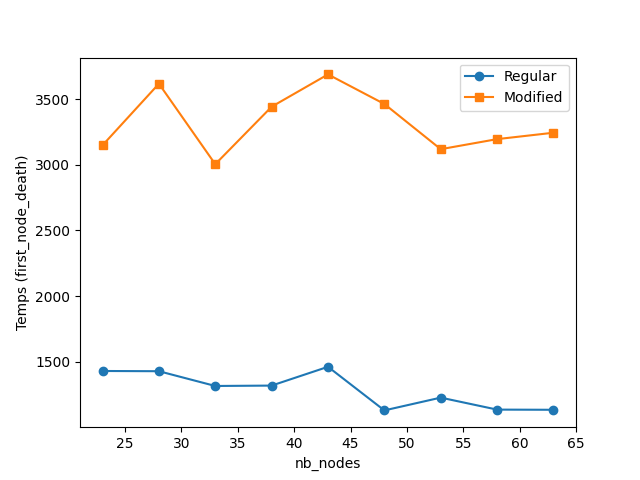 Regular
Modified
3500
3000
2500
2000
1500
Temps (first_node_death)
25 30 35 40 45 50 55 60 65
nb_nodes